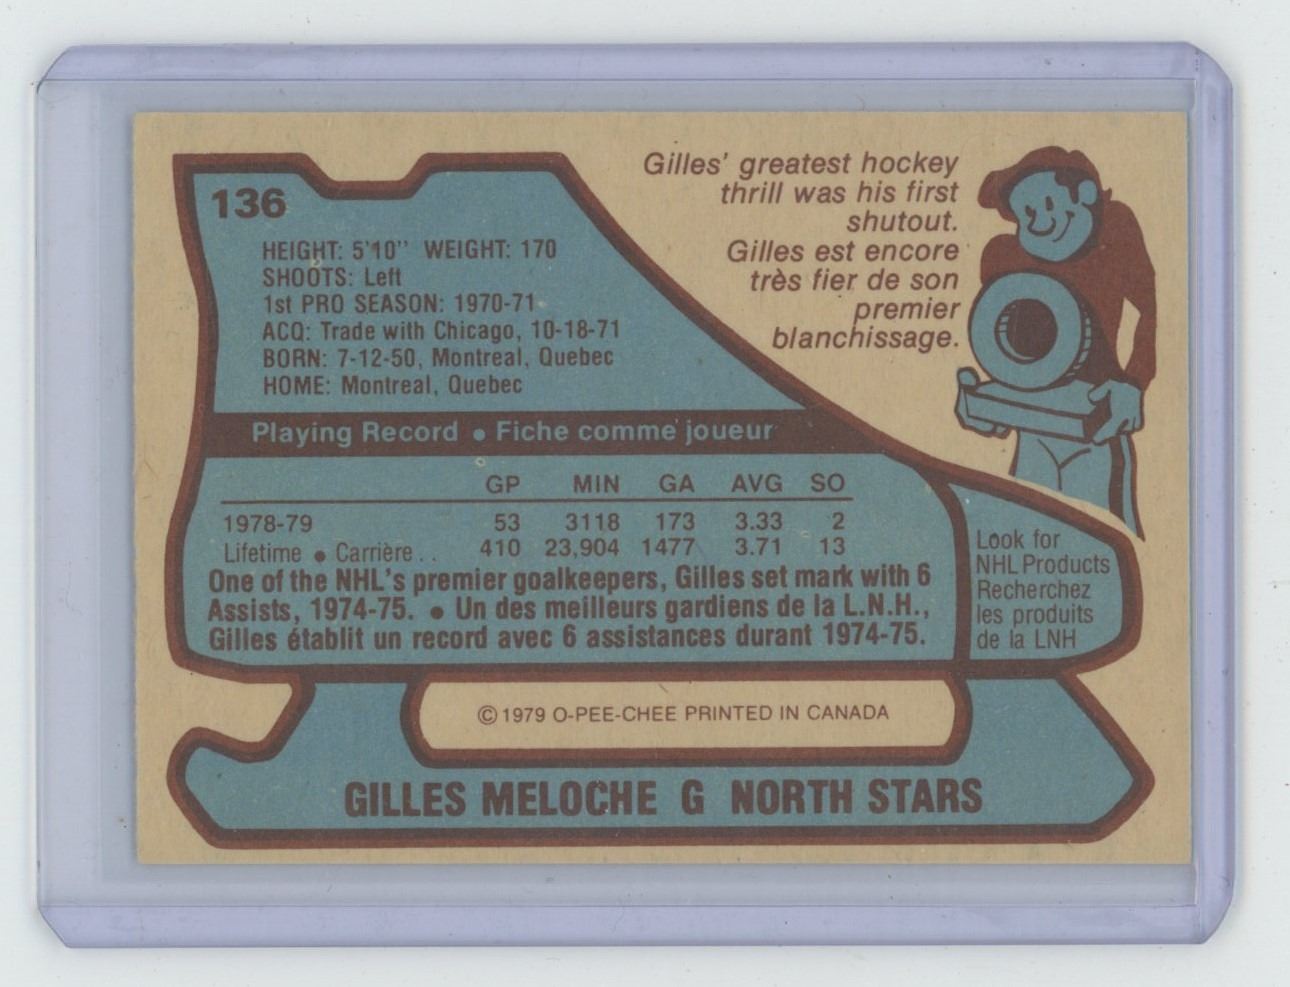 136
HEIGHT: 5'10" WEIGHT: 170
SHOOTS: Left
1st PRO SEASON: 1970-71
ACQ: Trade with Chicago, 10-18-71
BORN: 7-12-50, Montreal, Quebec
HOME: Montreal, Quebec
Gilles' greatest hockey
thrill was his first
shutout.
Gilles est encore
très fier de son
premier
blanchissage.
Playing Record • Fiche comme joueur
GP MIN GA AVG SO
1978-79 53 3118 173 3.33 2
Lifetime • Carrière . . 410 23,904 1477 3.71 13
One of the NHL's premier goalkeepers, Gilles set mark with 6
Assists, 1974-75. • Un des meilleurs gardiens de la L.N.H.,
Gilles établit un record avec 6 assistances durant 1974-75.
Look for
NHL Products
Recherchez
les produits
de la LNH
© 1979 O-PEE-CHEE PRINTED IN CANADA
GILLES MELOCHE G NORTH STARS